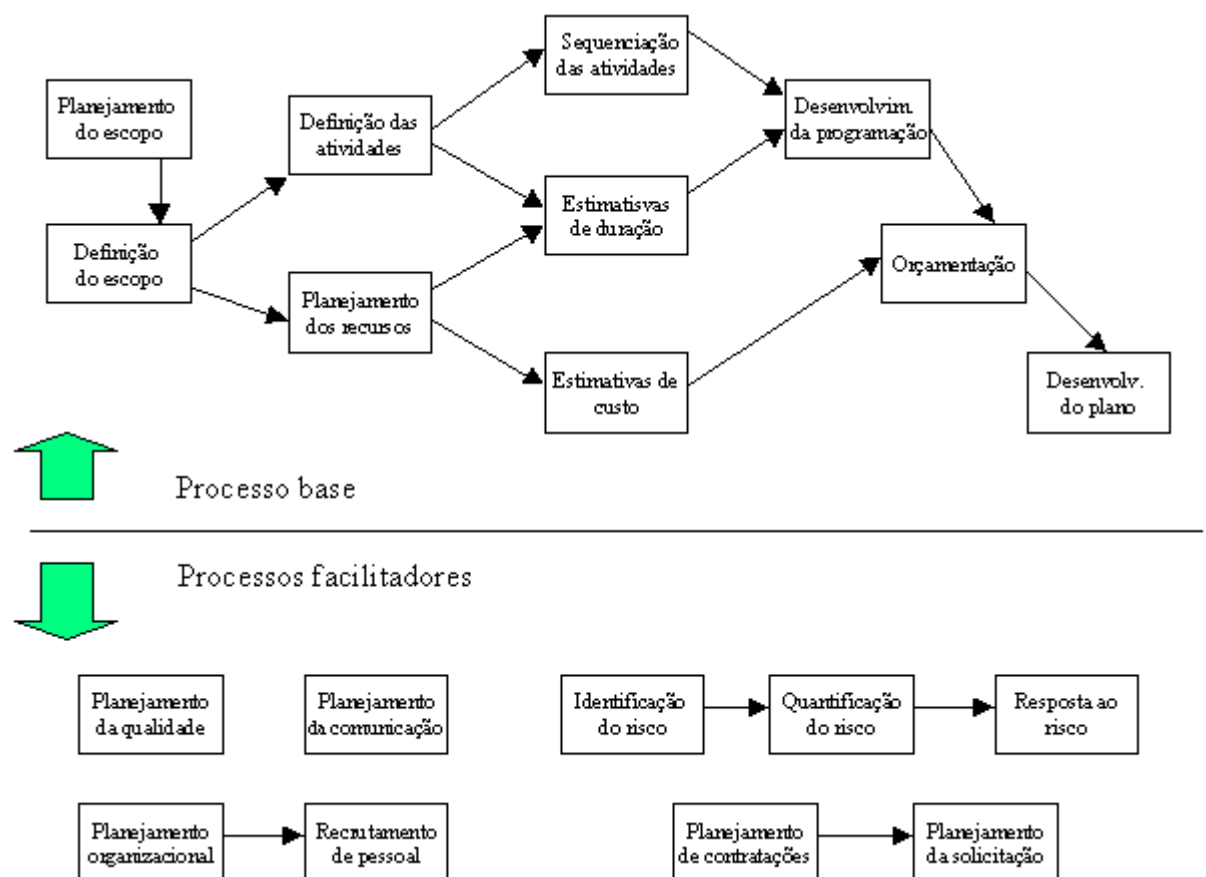 Sequenciação
das atividades
Planejamento
do escopo
Definição das
atividades
Desenvolvim.
da programação
Definição
do escopo
Estimatisvas
de duração
Orçamentação
Planejamento
dos recursos
Estimativas de
custo
Desenvolv.
do plano
Processo base
Processos facilitadores
Planejamento
da qualidade
Planejamento
da comunicação
Identificação
do risco
Quantificação
do risco
Resposta ao
risco
Planejamento
organizacional
Recrutamento
de pessoal
Planejamento
de contratações
Planejamento
da solicitação